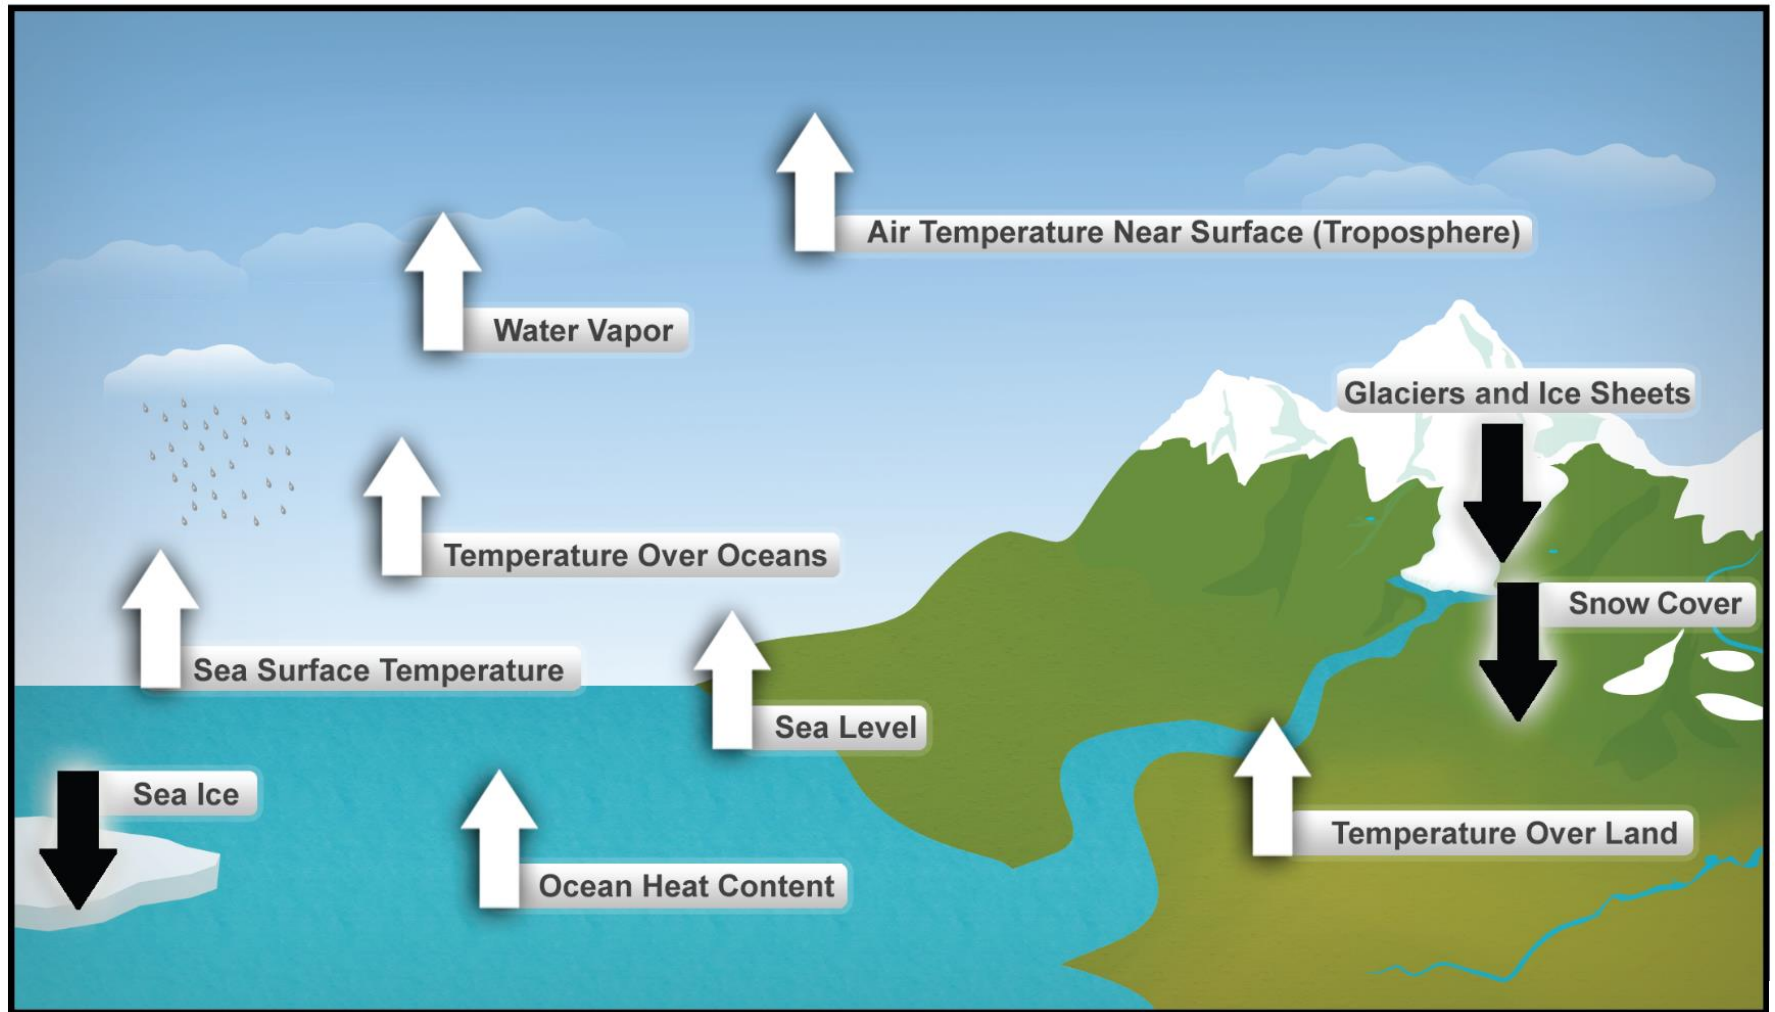 Air Temperature Near Surface (Troposphere)
Water Vapor
Glaciers and Ice Sheets
Temperature Over Oceans
Snow Cover
Sea Surface Temperature
Sea Level
Sea Ice
Temperature Over Land
Ocean Heat Content